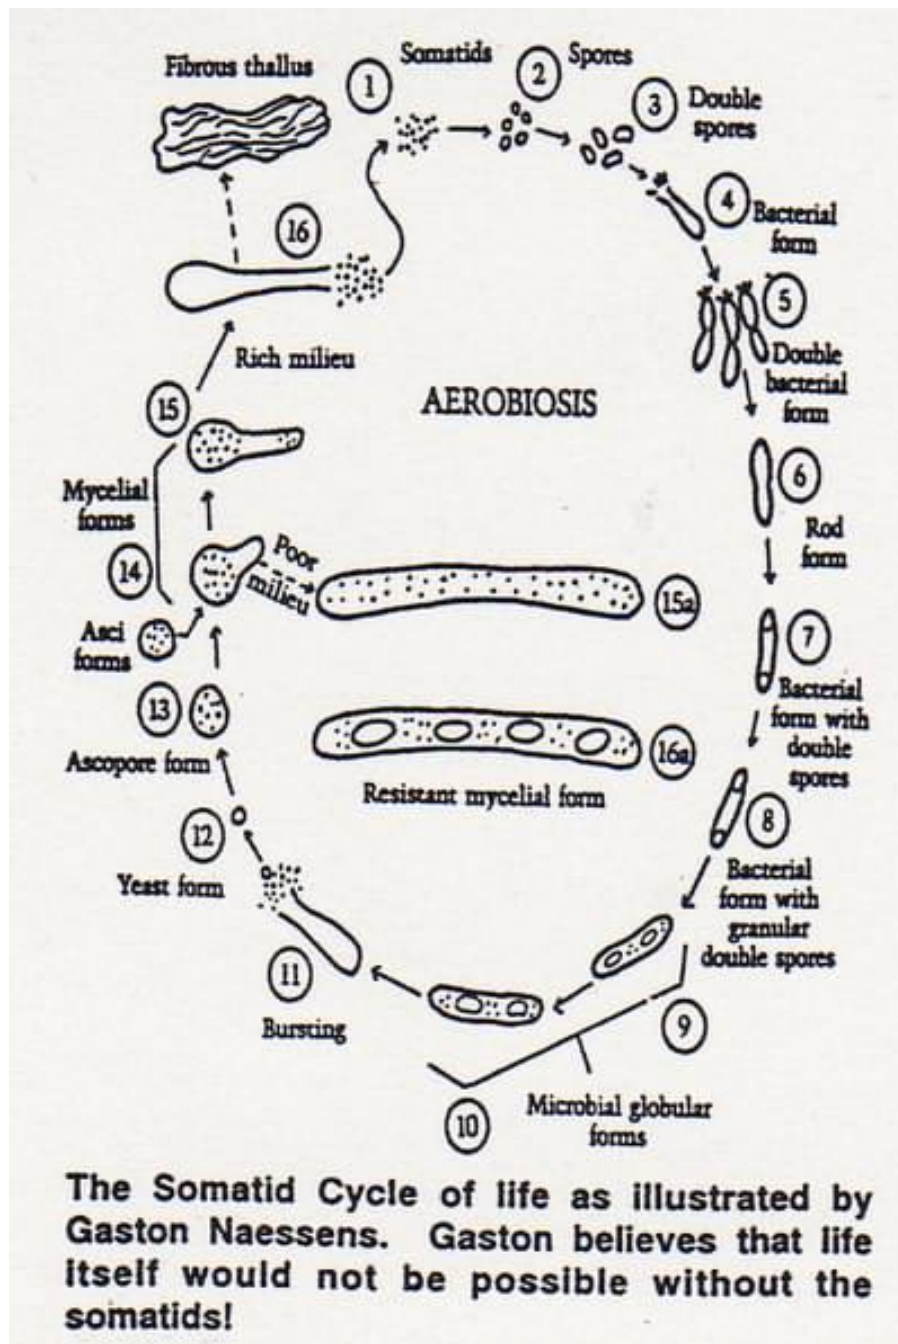 Fibrous thallus
1
Somatids
2
Spores
3
Double
spores
4
Bacterial
form
5
Double
bacterial
form
6
Rod
form
7
Bacterial
form with
double
spores
8
Bacterial
form with
granular
double spores
9
Microbial globular
forms
10
11
Bursting
12
Yeast form
13
Ascopore form
Asci
forms
14
Mycelial
forms
15
Rich milieu
16
AEROBIOSIS
Poor
milieu
15a
16a
Resistant mycelial form
The Somatid Cycle of life as illustrated by
Gaston Naessens. Gaston believes that life
itself would not be possible without the
somatids!